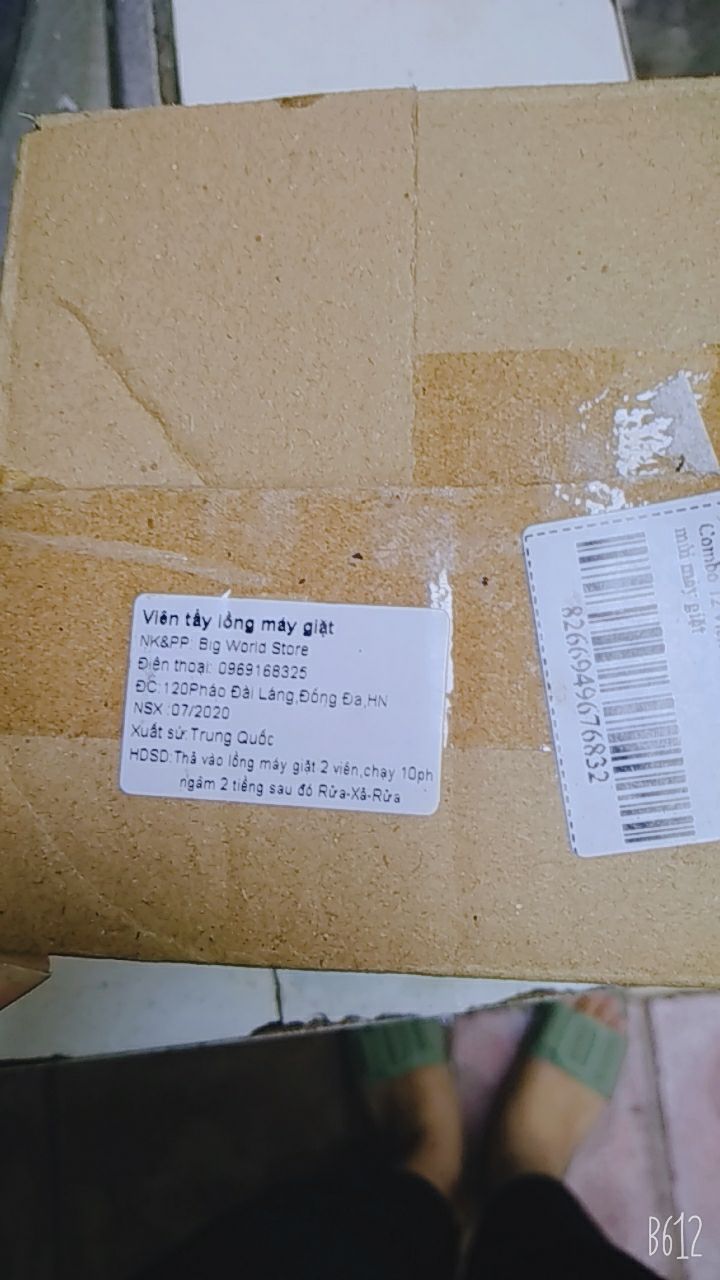 Viên tẩy lồng máy giặt
NK&PP: Big World Store
Điện thoại: 0969168325
ĐC:120Pháo Đài Láng,Đống Đa,HN
NSX :07/2020
Xuất sứ:Trung Quốc
HDSD:Thả vào lồng máy giặt 2 viên,chạy 10ph
ngâm 2 tiếng sau đó Rửa-Xả-Rửa
Combo 12
máy giặt
8266949676832
B612